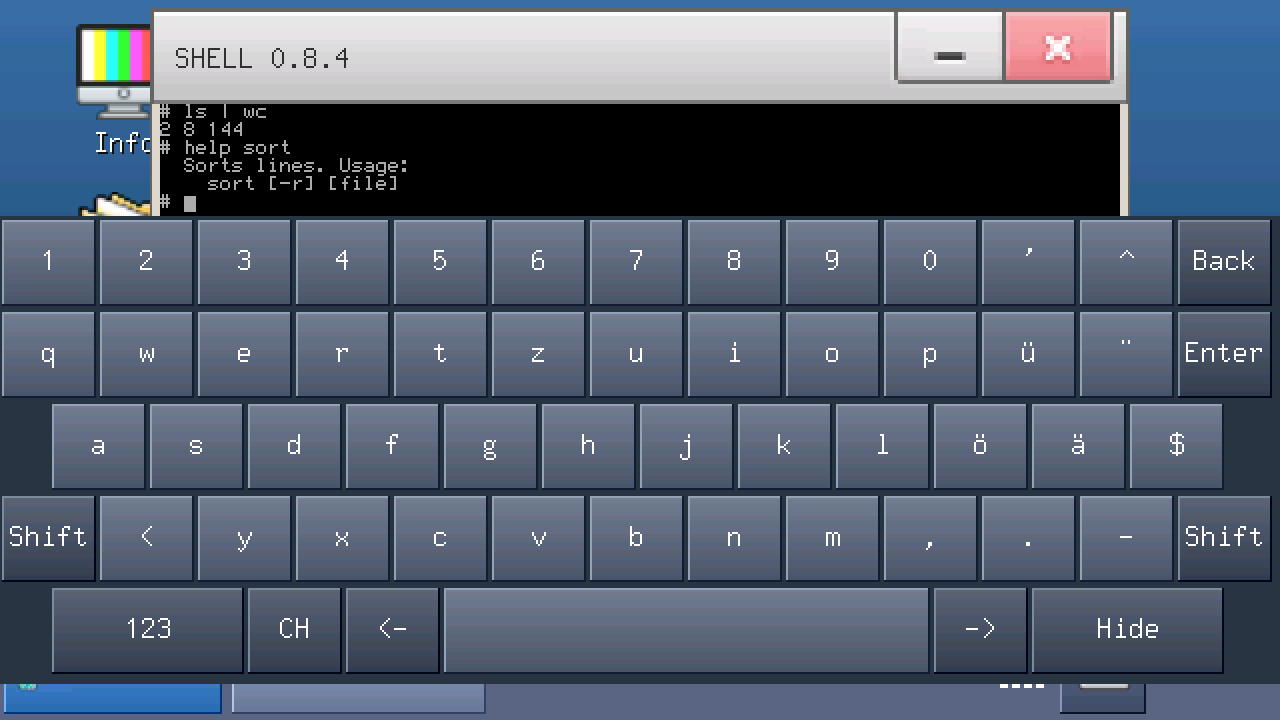 SHELL 0.8.4
# ls | wc
2 8 144
# help sort
Sorts lines. Usage:
sort [-r] [file]
#
Info
1 2 3 4 5 6 7 8 9 0 ' ^ Back
q w e r t z u i o p ü ¨ Enter
a s d f g h j k l ö ä $
Shift < y x c v b n m , . - Shift
123 CH <- -> Hide